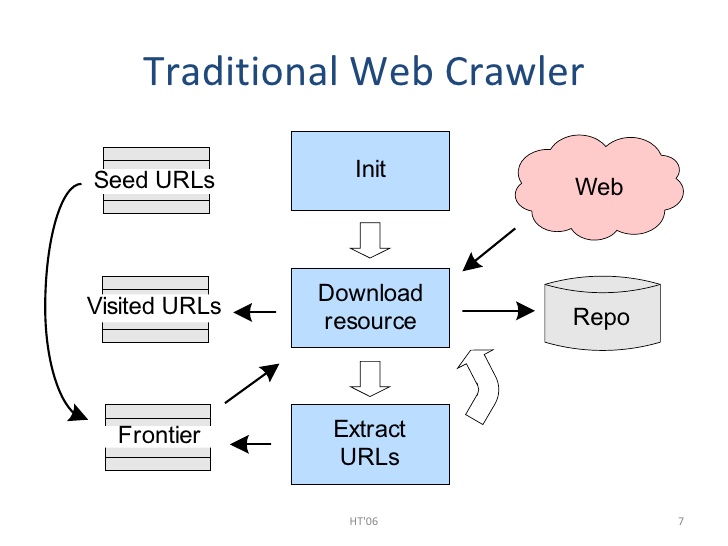 Traditional Web Crawler
Seed URLs
Init
Web
Visited URLs
Download
resource
Repo
Frontier
Extract
URLs
HT'06
7